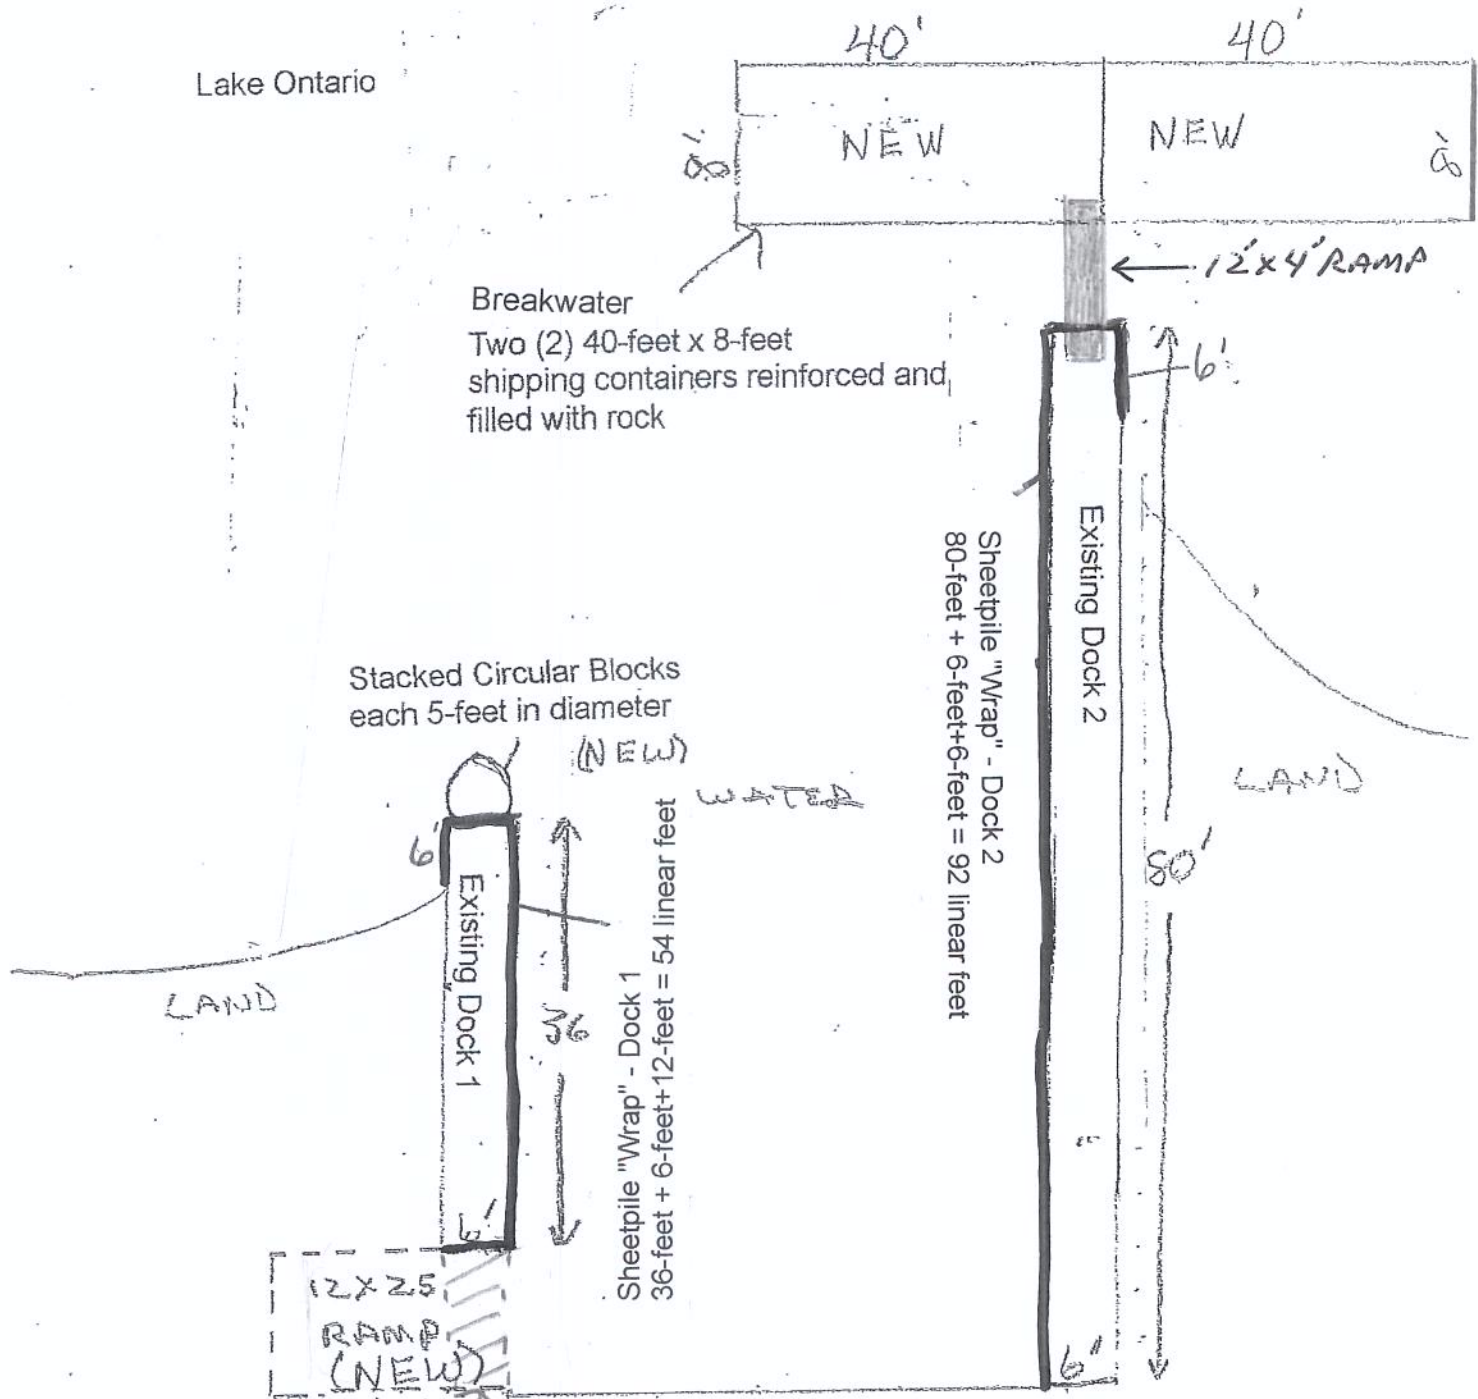 40'
40'
Lake Ontario
8'
NEW
NEW
8'
12'x4' RAMP
Breakwater
Two (2) 40-feet x 8-feet
shipping containers reinforced and
filled with rock
6'
Existing Dock 2
Sheetpile "Wrap" - Dock 2
80-feet + 6-feet+6-feet = 92 linear feet
Stacked Circular Blocks
each 5-feet in diameter
(NEW)
WATER
LAND
80'
6'
Existing Dock 1
LAND
36
Sheetpile "Wrap" - Dock 1
36-feet + 6-feet+12-feet = 54 linear feet
6'
12X25
RAMP
(NEW)
6'